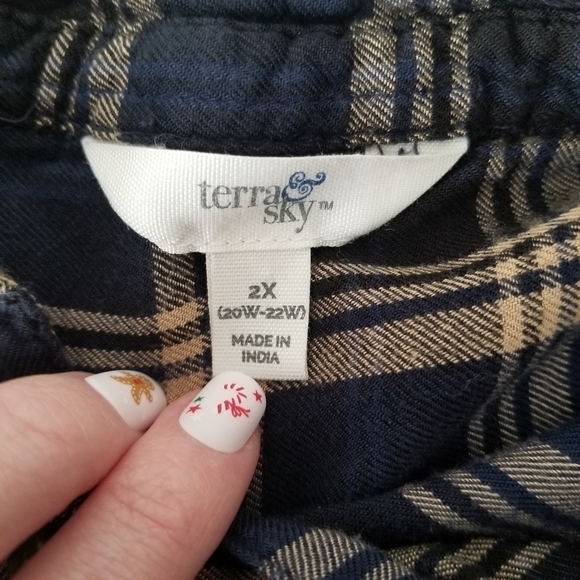 terra &
sky™
2X
(20W-22W)
MADE IN
INDIA